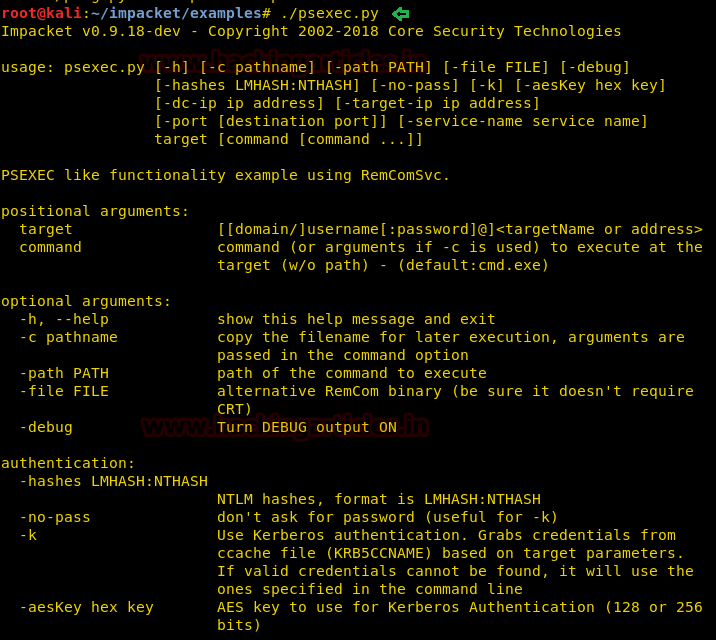 root@kali:~/impacket/examples# ./psexec.py
Impacket v0.9.18-dev - Copyright 2002-2018 Core Security Technologies
usage: psexec.py [-h] [-c pathname] [-path PATH] [-file FILE] [-debug]
[-hashes LMHASH:NTHASH] [-no-pass] [-k] [-aesKey hex key]
[-dc-ip ip address] [-target-ip ip address]
[-port [destination port]] [-service-name service name]
target [command [command ...]]
PSEXEC like functionality example using RemComSvc.
positional arguments:
target [[domain/]username[:password]@]<targetName or address>
command command (or arguments if -c is used) to execute at the
target (w/o path) - (default:cmd.exe)
optional arguments:
-h, --help show this help message and exit
-c pathname copy the filename for later execution, arguments are
passed in the command option
-path PATH path of the command to execute
-file FILE alternative RemCom binary (be sure it doesn't require
CRT)
www.hackingarticles.in
-debug Turn DEBUG output ON
authentication:
-hashes LMHASH:NTHASH
NTLM hashes, format is LMHASH:NTHASH
-no-pass don't ask for password (useful for -k)
-k Use Kerberos authentication. Grabs credentials from
ccache file (KRB5CCNAME) based on target parameters.
If valid credentials cannot be found, it will use the
ones specified in the command line
-aesKey hex key AES key to use for Kerberos Authentication (128 or 256
bits)